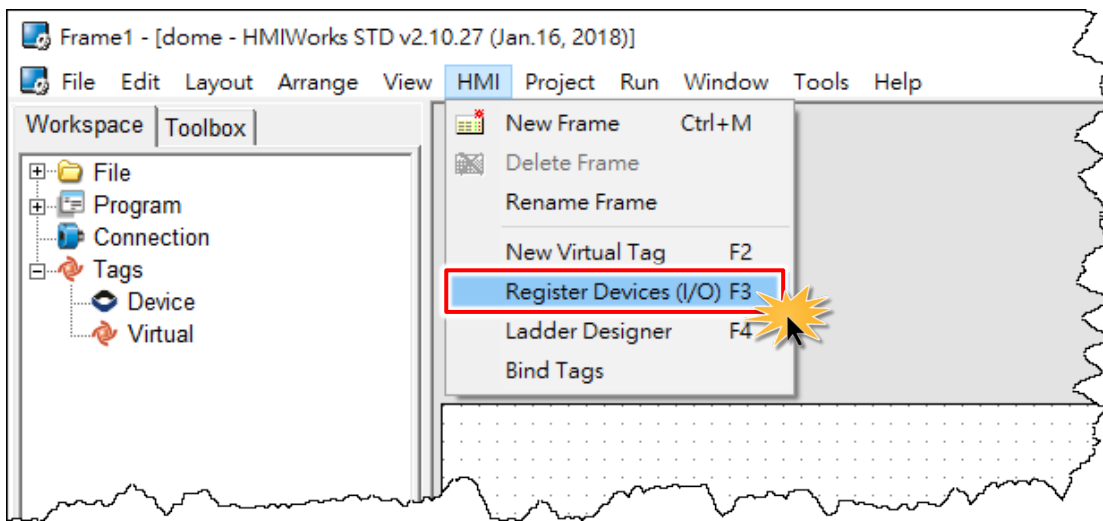 Frame1 - [dome - HMIWorks STD v2.10.27 (Jan.16, 2018)]
File Edit Layout Arrange View HMI Project Run Window Tools Help
Workspace Toolbox
File
Program
Connection
Tags
Device
Virtual
New Frame Ctrl+M
Delete Frame
Rename Frame
New Virtual Tag F2
Register Devices (I/O) F3
Ladder Designer F4
Bind Tags